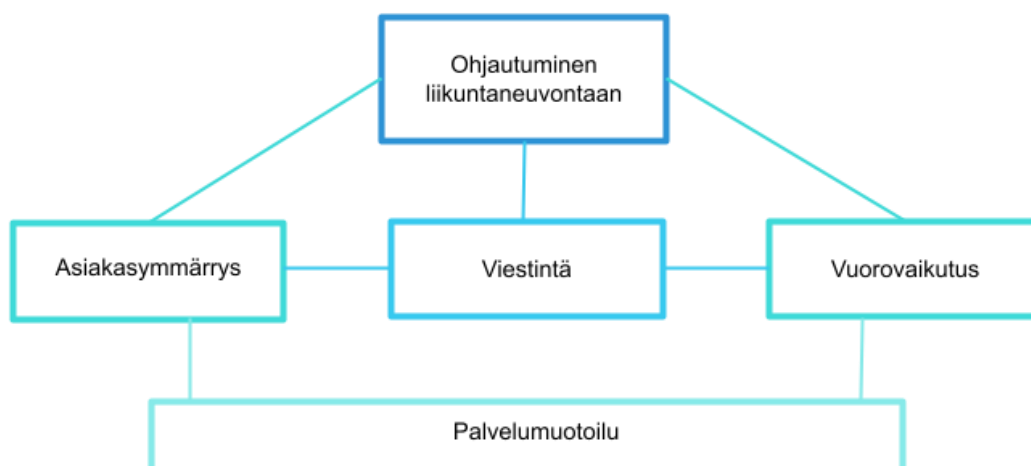 Ohjautuminen
liikuntaneuvontaan
Asiakasymmärrys
Viestintä
Vuorovaikutus
Palvelumuotoilu